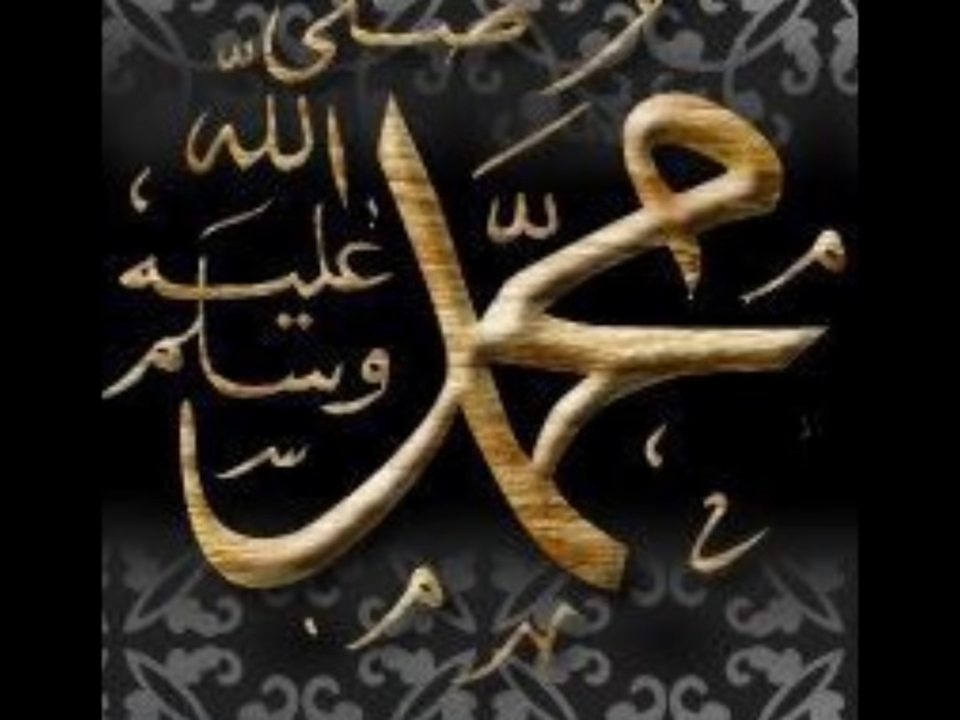 محمد
صلى
الله
عليه
وسلم